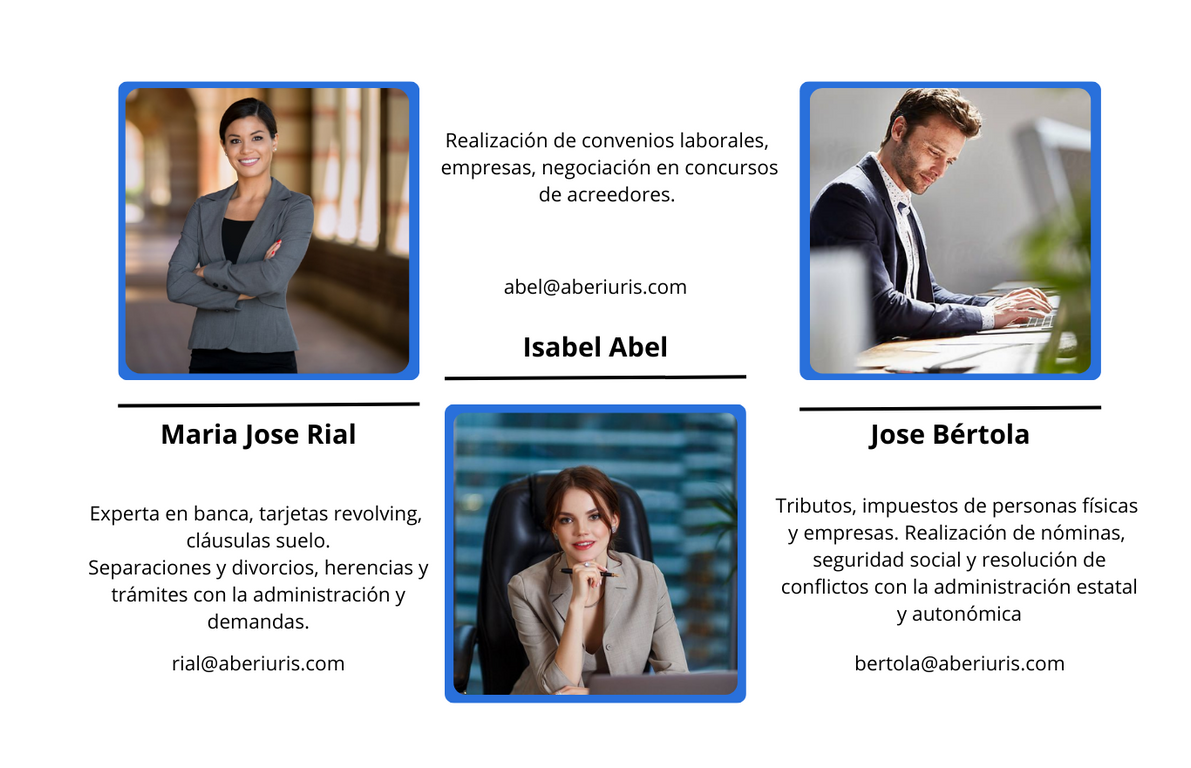 Maria Jose Rial
Experta en banca, tarjetas revolving,
cláusulas suelo.
Separaciones y divorcios, herencias y
trámites con la administración y
demandas.
rial@aberiuris.com
Realización de convenios laborales,
empresas, negociación en concursos
de acreedores.
abel@aberiuris.com
Isabel Abel
Jose Bértola
Tributos, impuestos de personas físicas
y empresas. Realización de nóminas,
seguridad social y resolución de
conflictos con la administración estatal
y autonómica
bertola@aberiuris.com